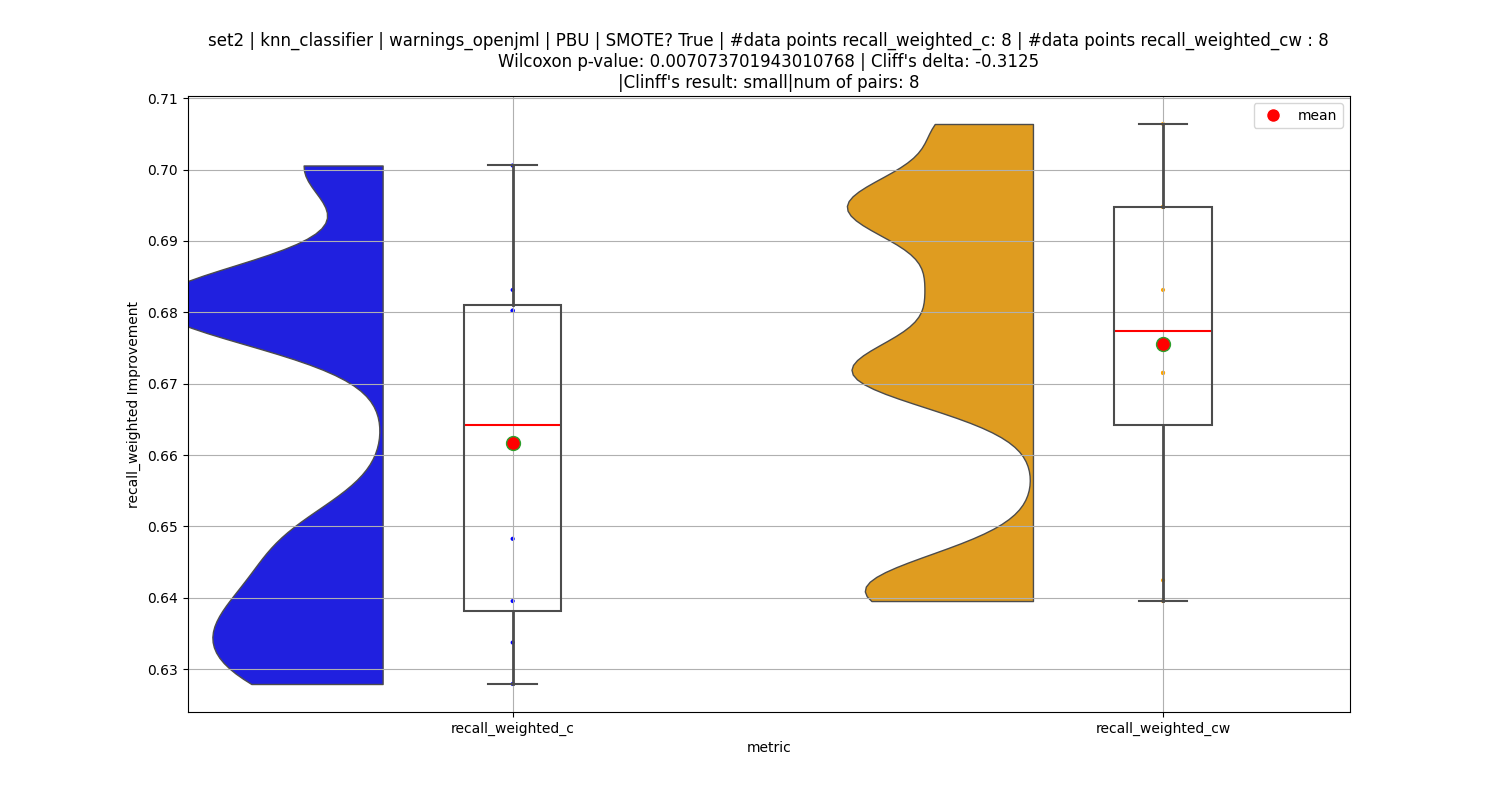 set2 | knn_classifier | warnings_openjml | PBU | SMOTE? True | #data points recall_weighted_c: 8 | #data points recall_weighted_cw : 8
Wilcoxon p-value: 0.007073701943010768 | Cliff's delta: -0.3125
|Clinff's result: small|num of pairs: 8
mean
0.71
0.70
0.69
0.68
0.67
0.66
0.65
0.64
0.63
recall_weighted Improvement
recall_weighted_c
recall_weighted_cw
metric